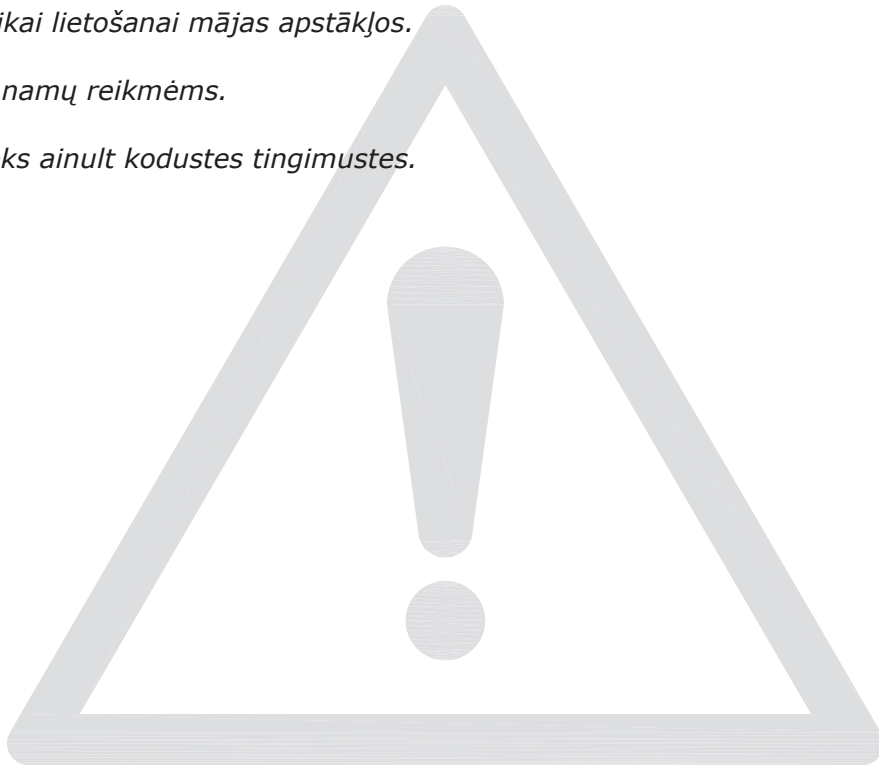 ikai lietošanai mājas apstākļos.
namų reikmėms.
ks ainult kodustes tingimustes.